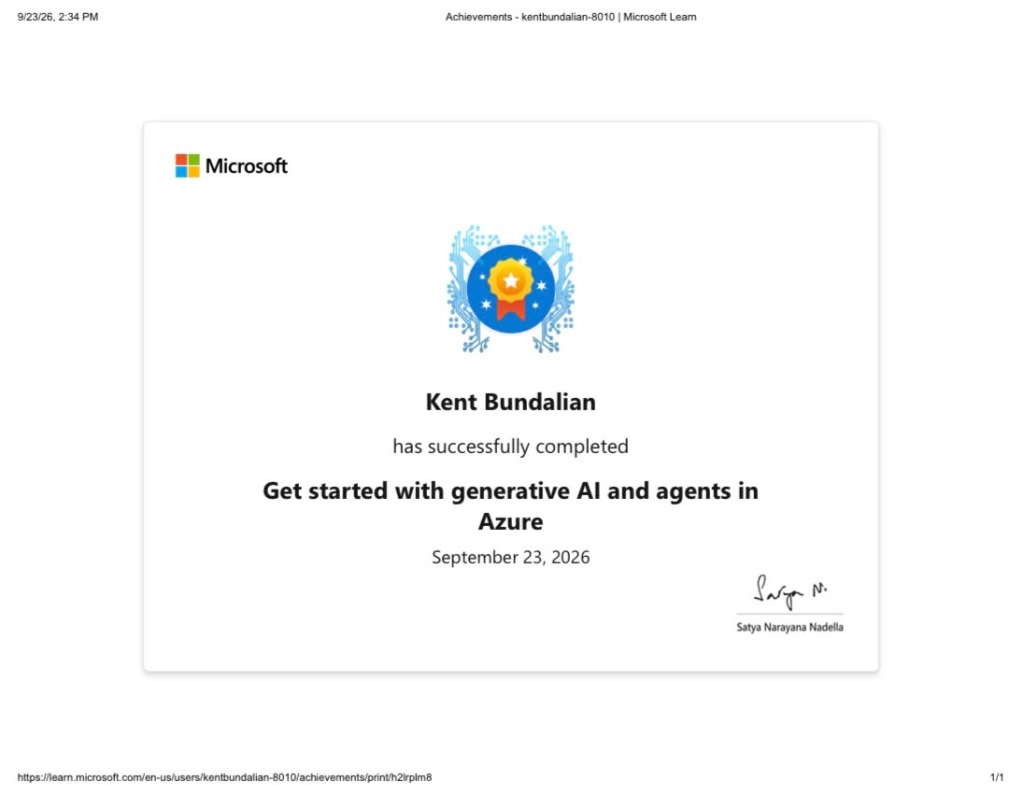 9/23/26, 2:34 PM
Achievements - kentbundalian-8010 | Microsoft Learn
Microsoft
Kent Bundalian
has successfully completed
Get started with generative AI and agents in
Azure
September 23, 2026
Satya N.
Satya Narayana Nadella
https://learn.microsoft.com/en-us/users/kentbundalian-8010/achievements/print/h2lrplm8
1/1